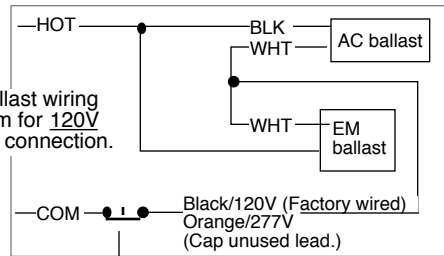 HOT
BLK
WHT
AC ballast
allast wiring
m for 120V
connection.
WHT
EM
ballast
COM
Black/120V (Factory wired)
Orange/277V
(Cap unused lead.)